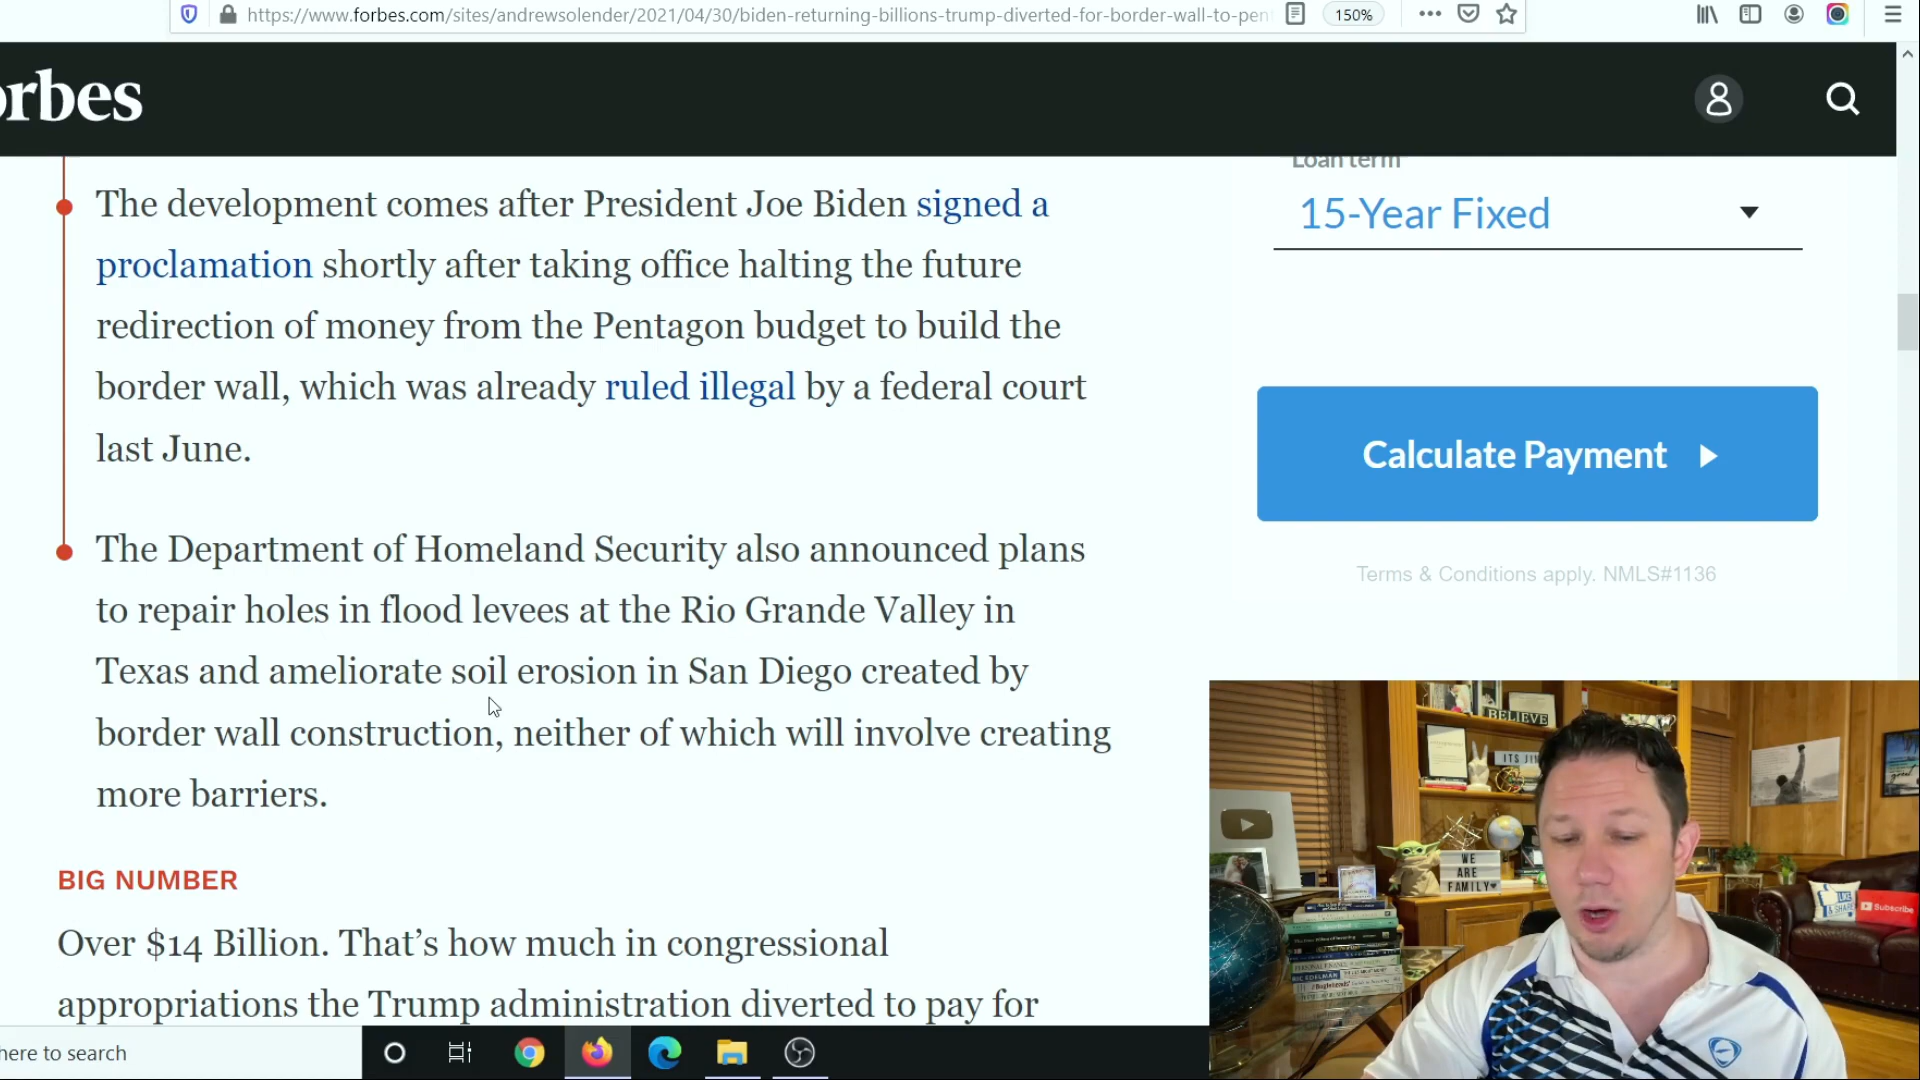 https://www.forbes.com/sites/andrewsolender/2021/04/30/biden-returning-billions-trump-diverted-for-border-wall-to-pen
150%
orbes
Loan term
15-Year Fixed
The development comes after President Joe Biden signed a
proclamation shortly after taking office halting the future
redirection of money from the Pentagon budget to build the
border wall, which was already ruled illegal by a federal court
last June.
Calculate Payment
Terms & Conditions apply. NMLS#1136
The Department of Homeland Security also announced plans
to repair holes in flood levees at the Rio Grande Valley in
Texas and ameliorate soil erosion in San Diego created by
border wall construction, neither of which will involve creating
more barriers.
BIG NUMBER
Over $14 Billion. That's how much in congressional
appropriations the Trump administration diverted to pay for
BELIEVE
WE
ARE
FAMILY
LIKE
& SHARE
Subscribe
here to search